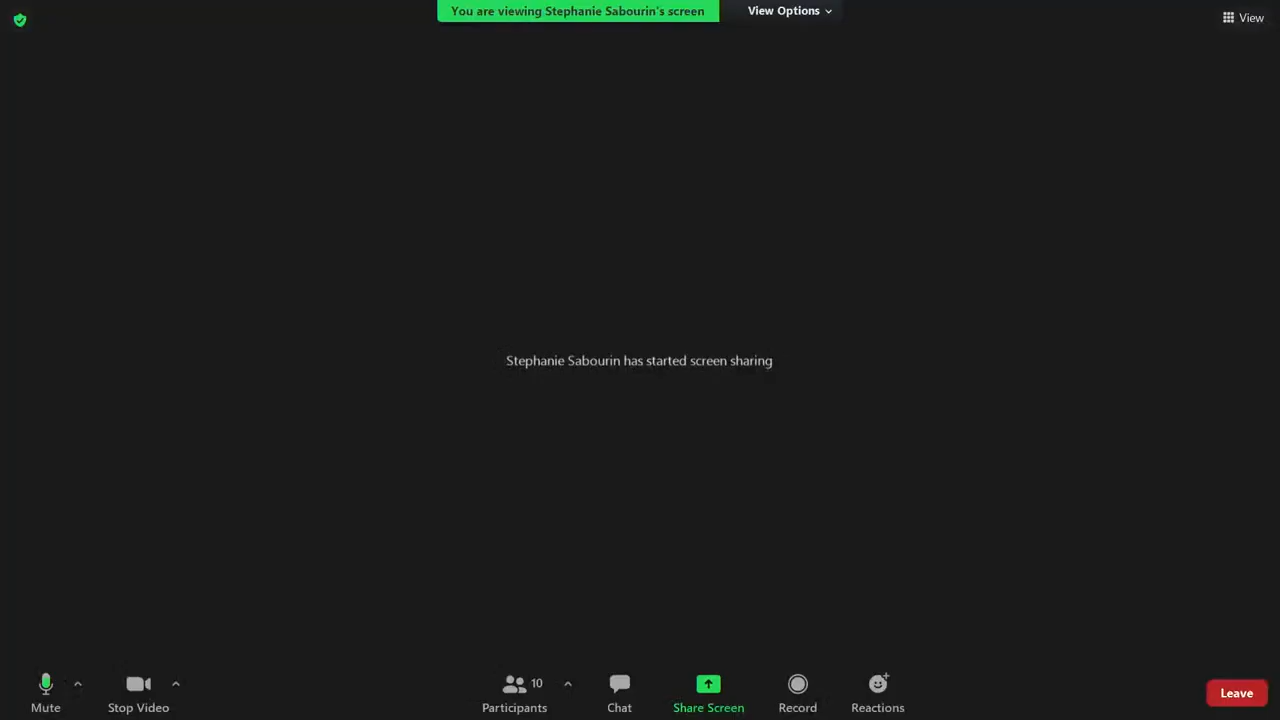 You are viewing Stephanie Sabourin's screen
View Options
View
Stephanie Sabourin has started screen sharing
Mute
Stop Video
10
Participants
Chat
Share Screen
Record
Reactions
Leave